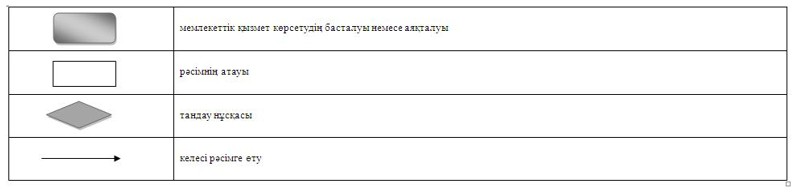 мемлекеттік қызмет көрсетудің басталуы немесе аяқталуы
рәсімнің атауы
таңдау нұсқасы
келесі рәсімге өту